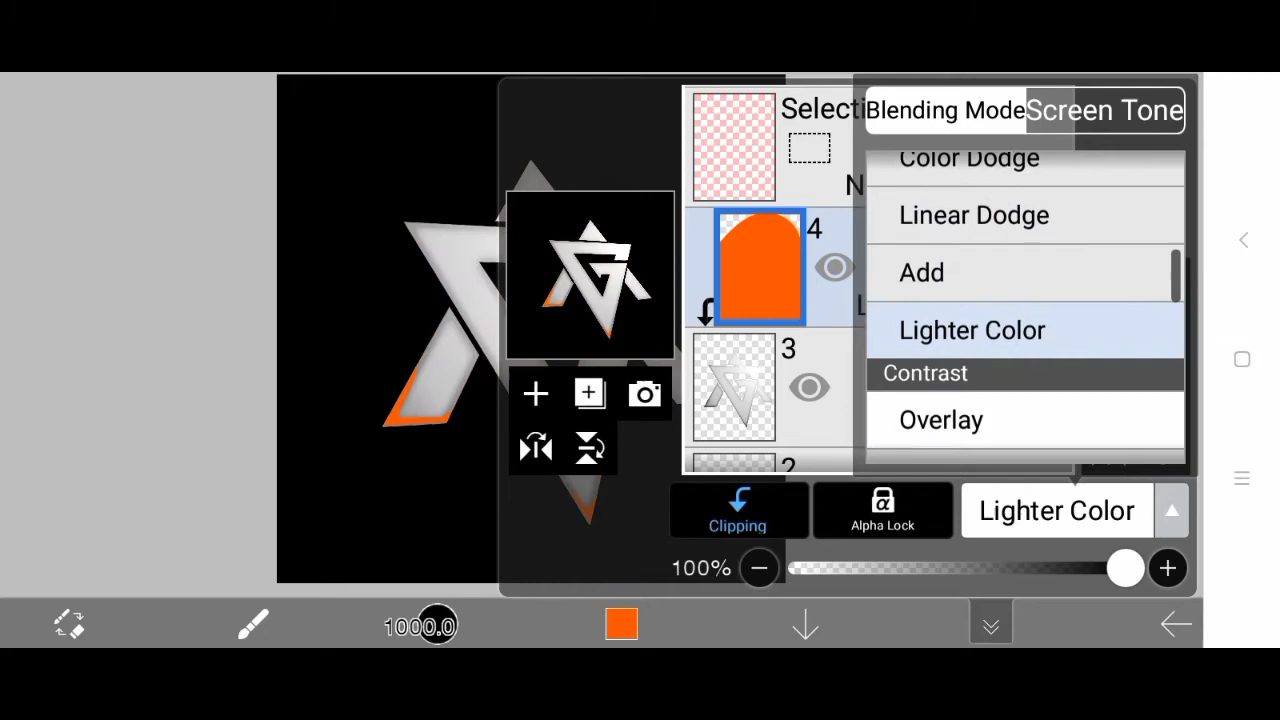 Selecti
Blending Mode
Screen Tone
N
Color Dodge
4
Linear Dodge
Add
L
Lighter Color
3
Contrast
Overlay
2
Clipping
Alpha Lock
Lighter Color
100%
1000.0